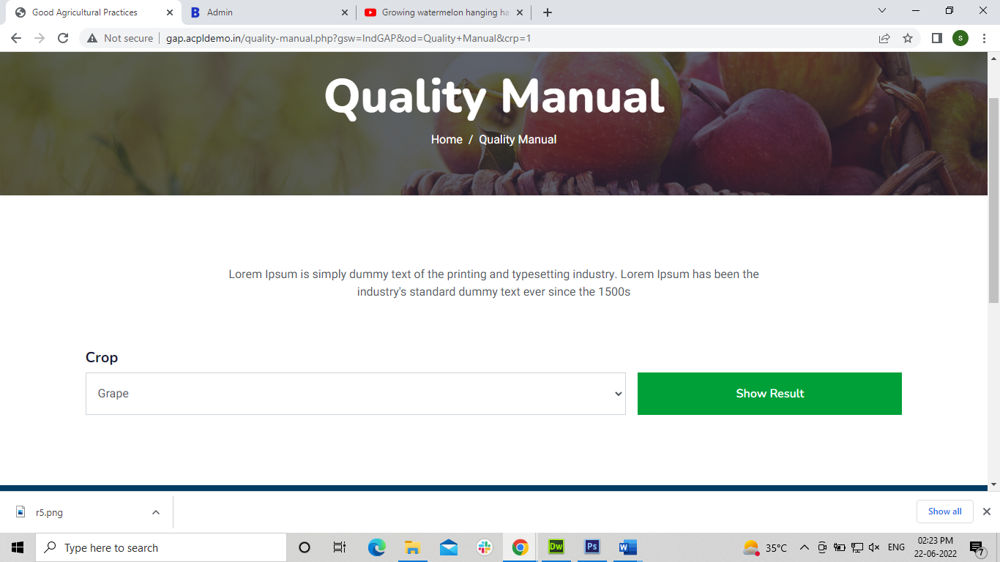 Good Agricultural Practices
Admin
Growing watermelon hanging ha
Not secure
gap.acpldemo.in/quality-manual.php?gsw=IndGAP&od=Quality+Manual&crp=1
s
Quality Manual
Home / Quality Manual
Lorem Ipsum is simply dummy text of the printing and typesetting industry. Lorem Ipsum has been the
industry's standard dummy text ever since the 1500s
Crop
Grape
Show Result
r5.png
Show all
Type here to search
Dw
Ps
W
35°C
ENG
02:23 PM
22-06-2022
7